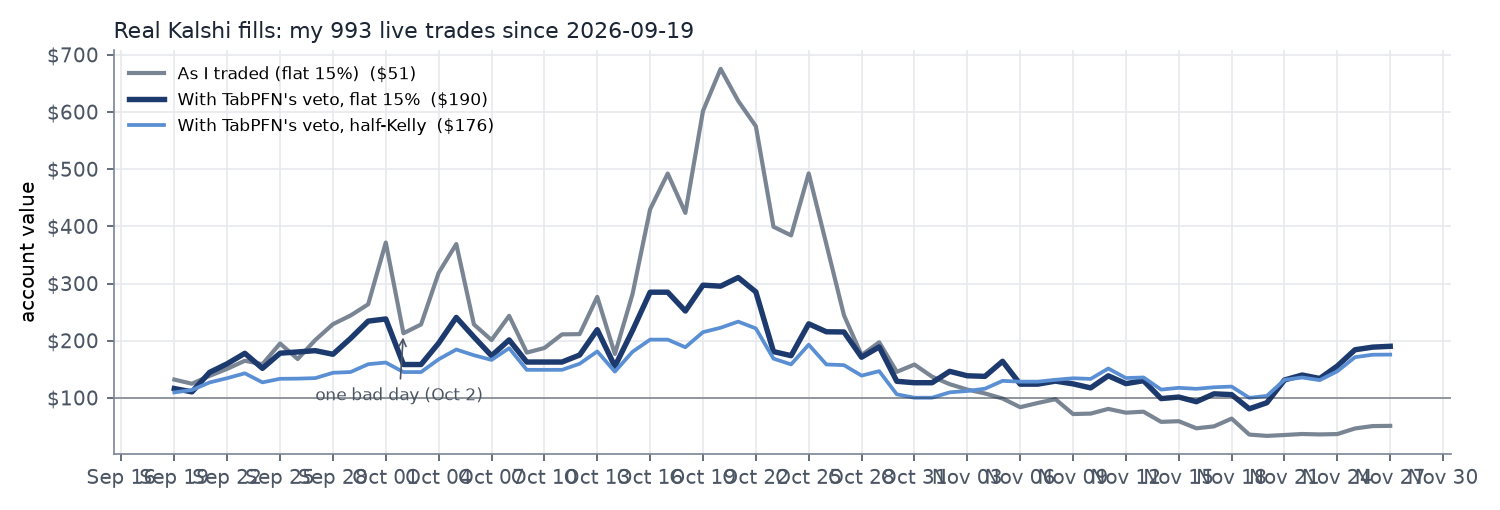 Real Kalshi fills: my 993 live trades since 2026-09-19
As I traded (flat 15%) ($51)
With TabPFN's veto, flat 15% ($190)
With TabPFN's veto, half-Kelly ($176)
account value
$700
$600
$500
$400
$300
$200
$100
one bad day (Oct 2)
Sep 16 Sep 19 Sep 22 Sep 25 Sep 28 Oct 01 Oct 04 Oct 07 Oct 10 Oct 13 Oct 16 Oct 19 Oct 22 Oct 25 Oct 28 Oct 31 Nov 03 Nov 06 Nov 09 Nov 12 Nov 15 Nov 18 Nov 21 Nov 24 Nov 27 Nov 30